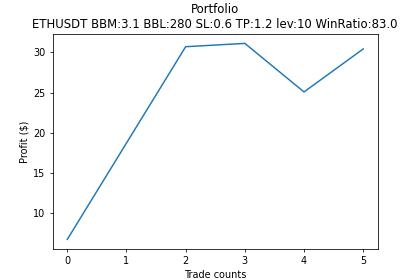 Portfolio
ETHUSDT BBM:3.1 BBL:280 SL:0.6 TP:1.2 lev:10 WinRatio:83.0
30
25
20
15
10
Profit ($)
0 1 2 3 4 5
Trade counts